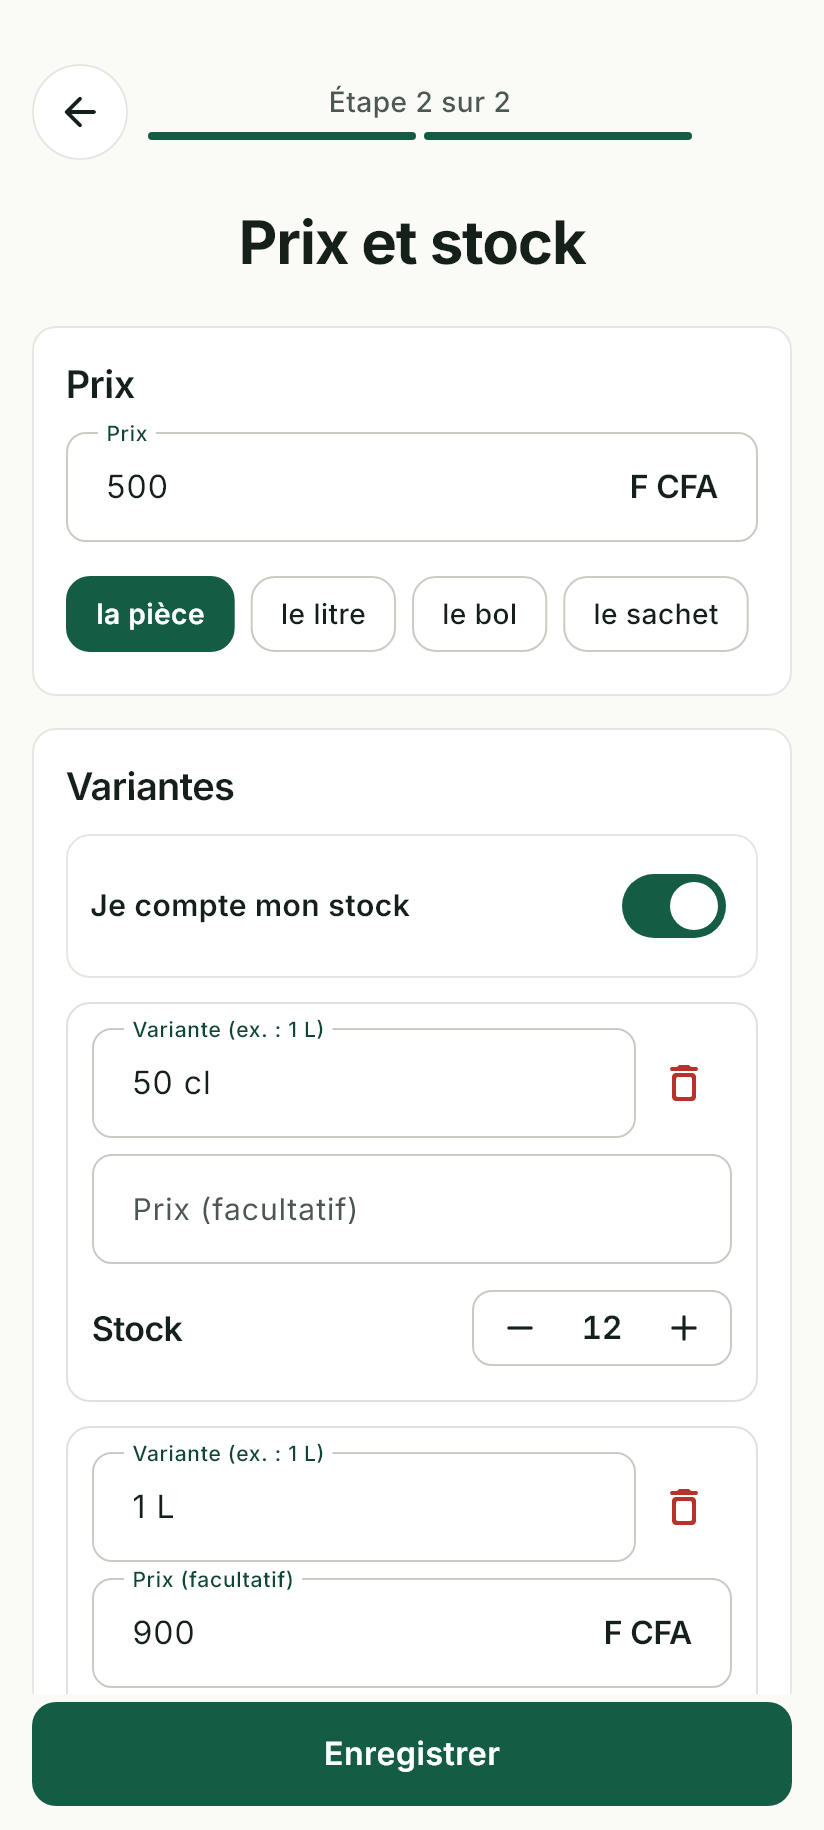 Étape 2 sur 2
Prix et stock
Prix
Prix
500 F CFA
la pièce le litre le bol le sachet
Variantes
Je compte mon stock
Variante (ex. : 1 L)
50 cl
Prix (facultatif)
Stock − 12 +
Variante (ex. : 1 L)
1 L
Prix (facultatif)
900 F CFA
Enregistrer